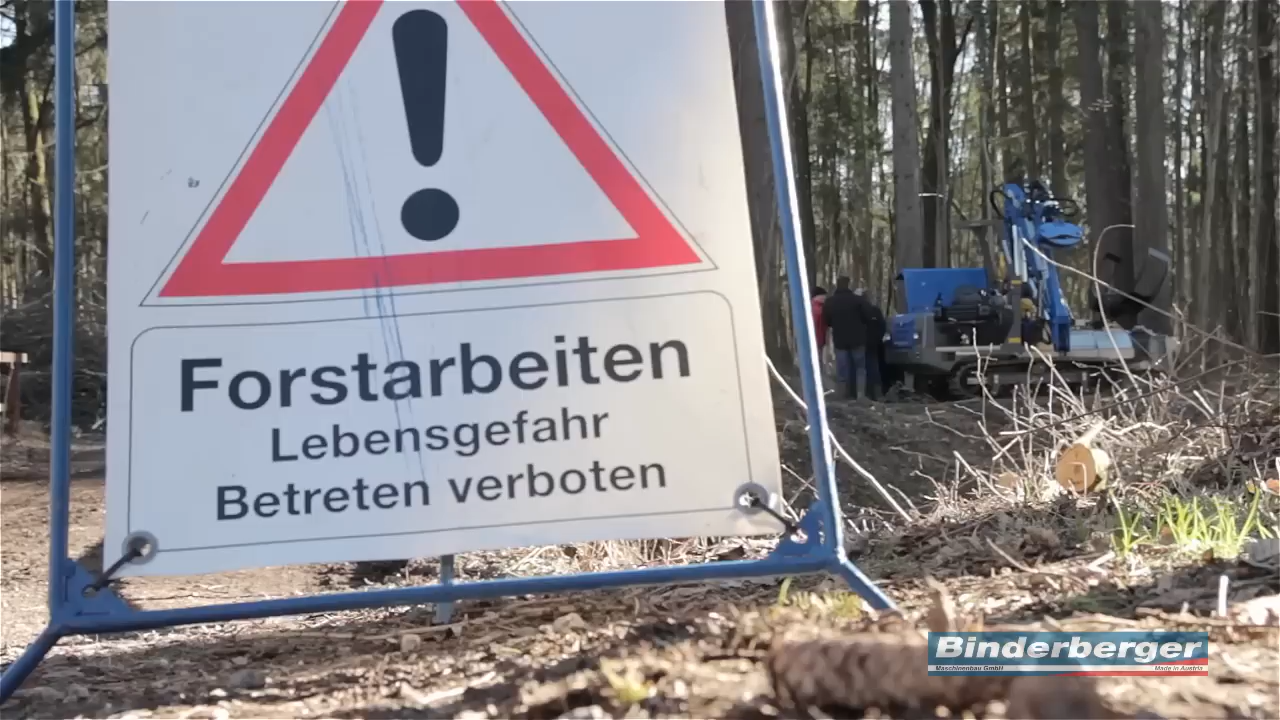 Forstarbeiten
Lebensgefahr
Betreten verboten
Binderberger
Maschinenbau GmbH
Made in Austria